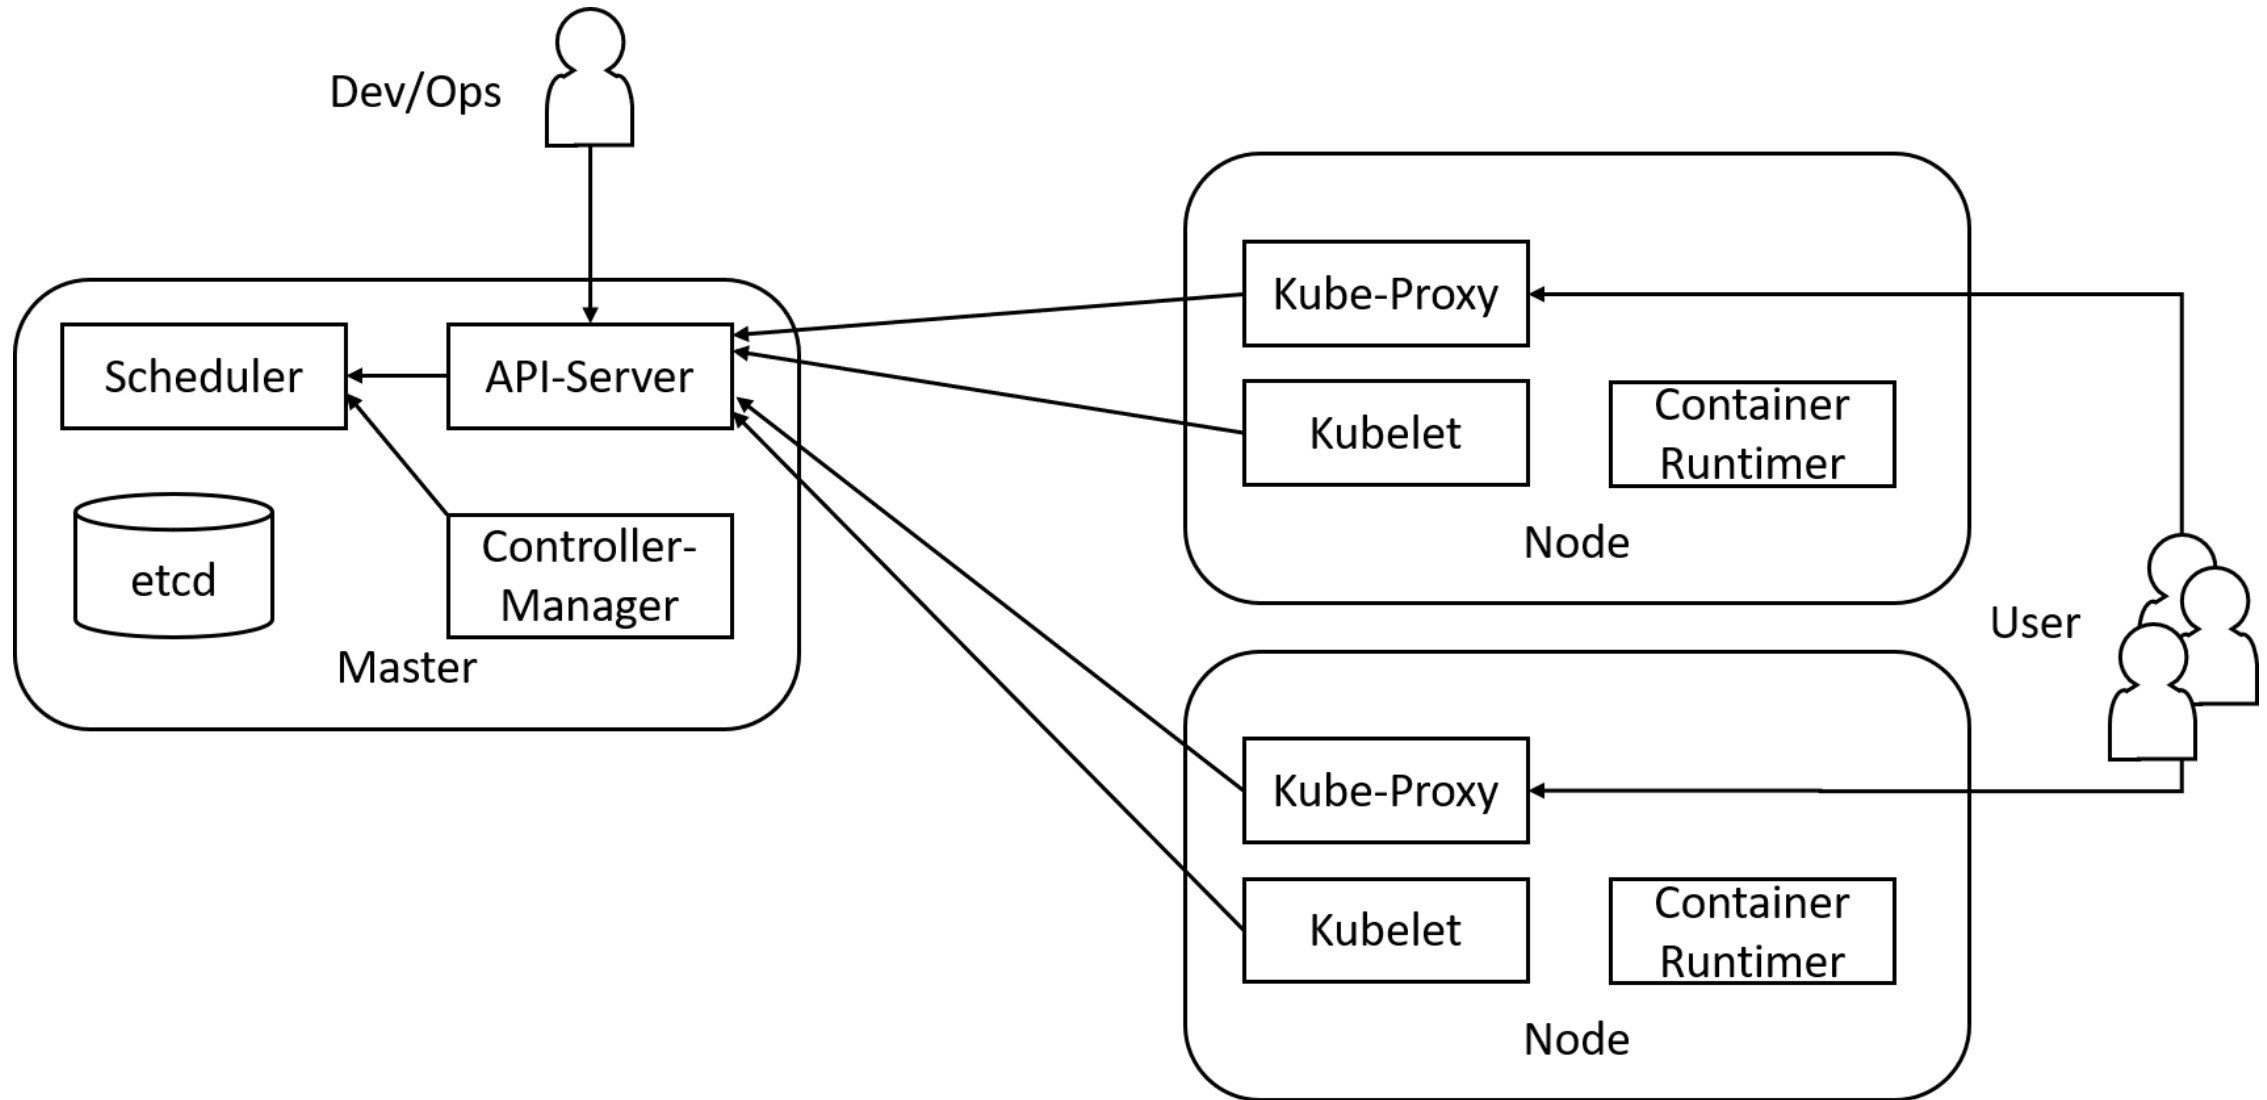 Dev/Ops
Scheduler
API-Server
etcd
Controller-
Manager
Master
Kube-Proxy
Kubelet
Container
Runtimer
Node
User
Kube-Proxy
Kubelet
Container
Runtimer
Node